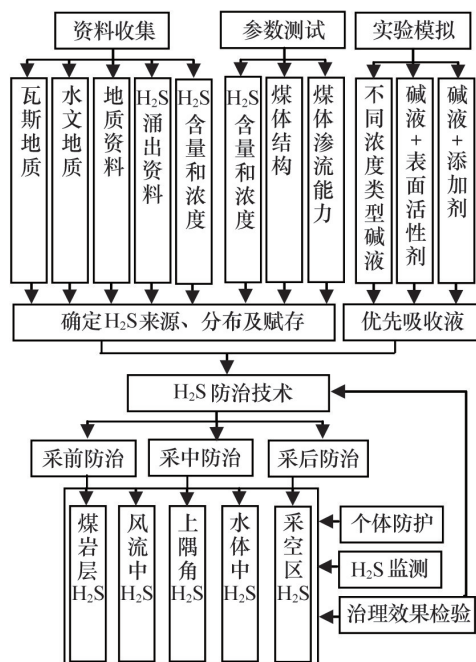 资料收集
参数测试
实验模拟
瓦斯地质
水文地质
地质资料
H₂S涌出资料
H₂S含量和浓度
H₂S含量和浓度
煤体结构
煤体渗流能力
不同浓度类型碱液
碱液+表面活性剂
碱液+添加剂
确定H₂S来源、分布及赋存
优先吸收液
H₂S防治技术
采前防治
采中防治
采后防治
煤岩层H₂S
风流中H₂S
上隅角H₂S
水体中H₂S
采空区H₂S
个体防护
H₂S监测
治理效果检验